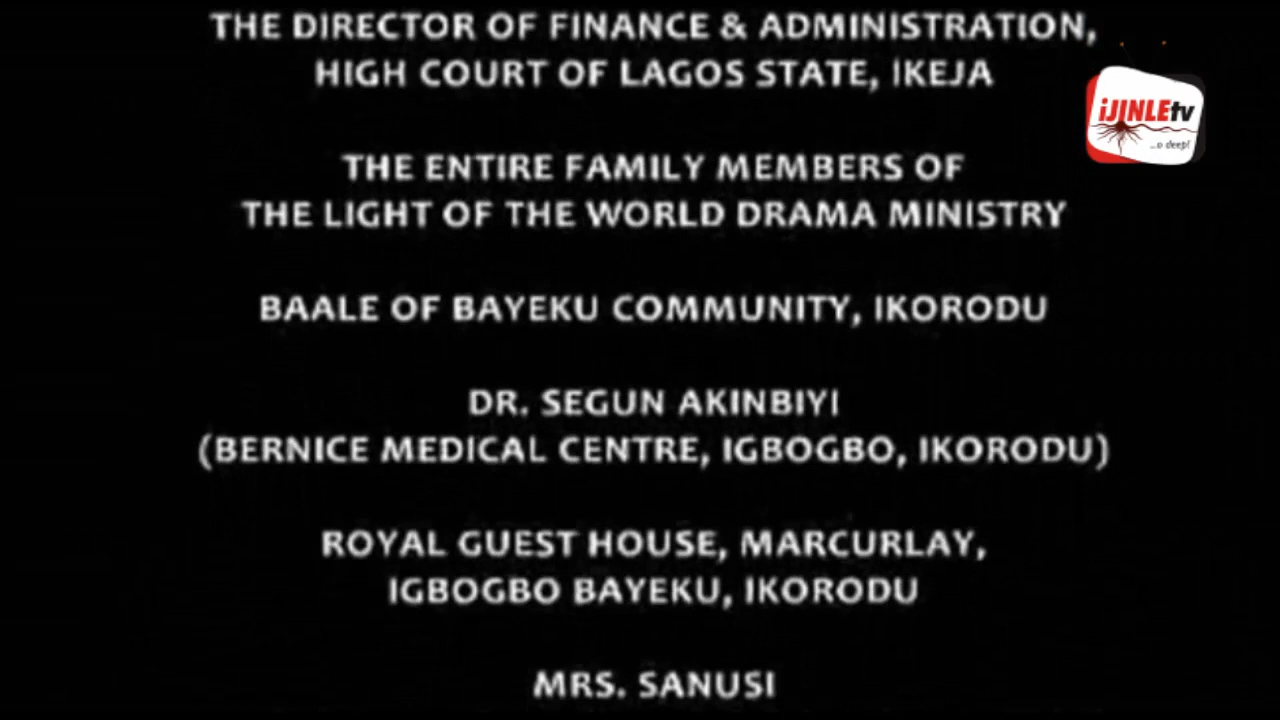 THE DIRECTOR OF FINANCE & ADMINISTRATION,
HIGH COURT OF LAGOS STATE, IKEJA
iJINLEtv
...o deep!
THE ENTIRE FAMILY MEMBERS OF
THE LIGHT OF THE WORLD DRAMA MINISTRY
BAALE OF BAYEKU COMMUNITY, IKORODU
DR. SEGUN AKINBIYI
(BERNICE MEDICAL CENTRE, IGBOGBO, IKORODU)
ROYAL GUEST HOUSE, MARCURLAY,
IGBOGBO BAYEKU, IKORODU
MRS. SANUSI